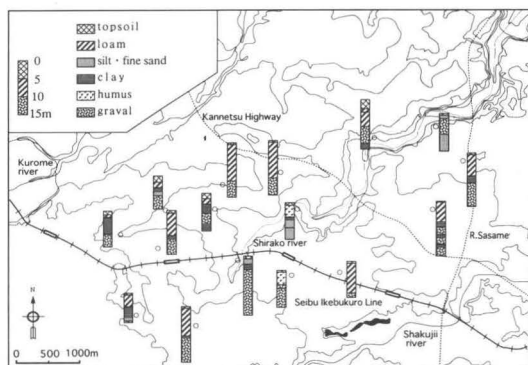 topsoil
loam
silt・fine sand
clay
humus
graval
0
5
10
15m
Kannetsu Highway
Kurome
river
Shirako river
R.Sasame
Seibu Ikebukuro Line
Shakujii
river
N
0 500 1000m